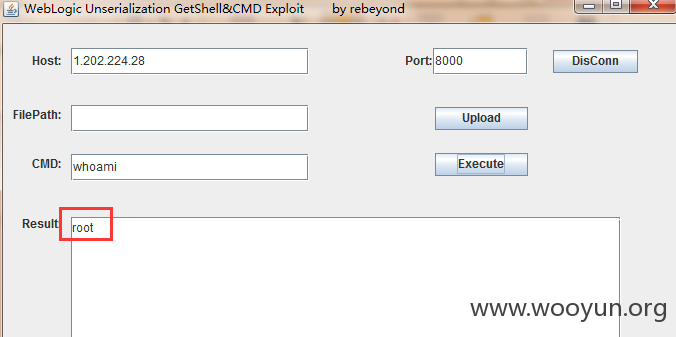 WebLogic Unserialization GetShell&CMD Exploit by rebeyond
Host: 1.202.224.28 Port: 8000 DisConn
FilePath: Upload
CMD: whoami Execute
Result: root
www.wooyun.org